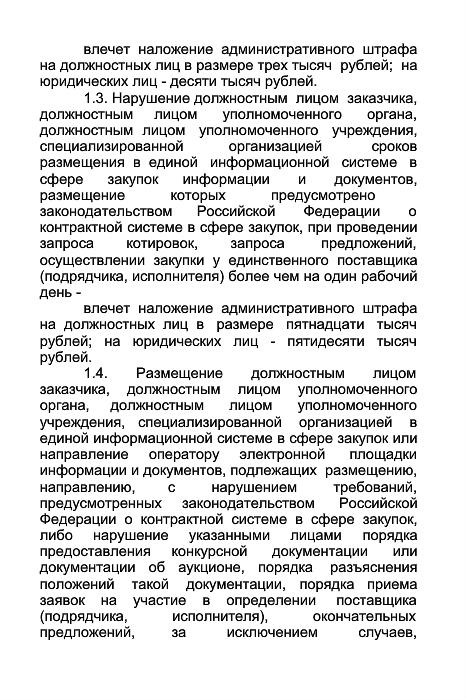 влечет наложение административного штрафа
на должностных лиц в размере трех тысяч рублей; на
юридических лиц - десяти тысяч рублей.
1.3. Нарушение должностным лицом заказчика,
должностным лицом уполномоченного органа,
должностным лицом уполномоченного учреждения,
специализированной организацией сроков
размещения в единой информационной системе в
сфере закупок информации и документов,
размещение которых предусмотрено
законодательством Российской Федерации о
контрактной системе в сфере закупок, при проведении
запроса котировок, запроса предложений,
осуществлении закупки у единственного поставщика
(подрядчика, исполнителя) более чем на один рабочий
день -
влечет наложение административного штрафа
на должностных лиц в размере пятнадцати тысяч
рублей; на юридических лиц - пятидесяти тысяч
рублей.
1.4. Размещение должностным лицом
заказчика, должностным лицом уполномоченного
органа, должностным лицом уполномоченного
учреждения, специализированной организацией в
единой информационной системе в сфере закупок или
направление оператору электронной площадки
информации и документов, подлежащих размещению,
направлению, с нарушением требований,
предусмотренных законодательством Российской
Федерации о контрактной системе в сфере закупок,
либо нарушение указанными лицами порядка
предоставления конкурсной документации или
документации об аукционе, порядка разъяснения
положений такой документации, порядка приема
заявок на участие в определении поставщика
(подрядчика, исполнителя), окончательных
предложений, за исключением случаев,